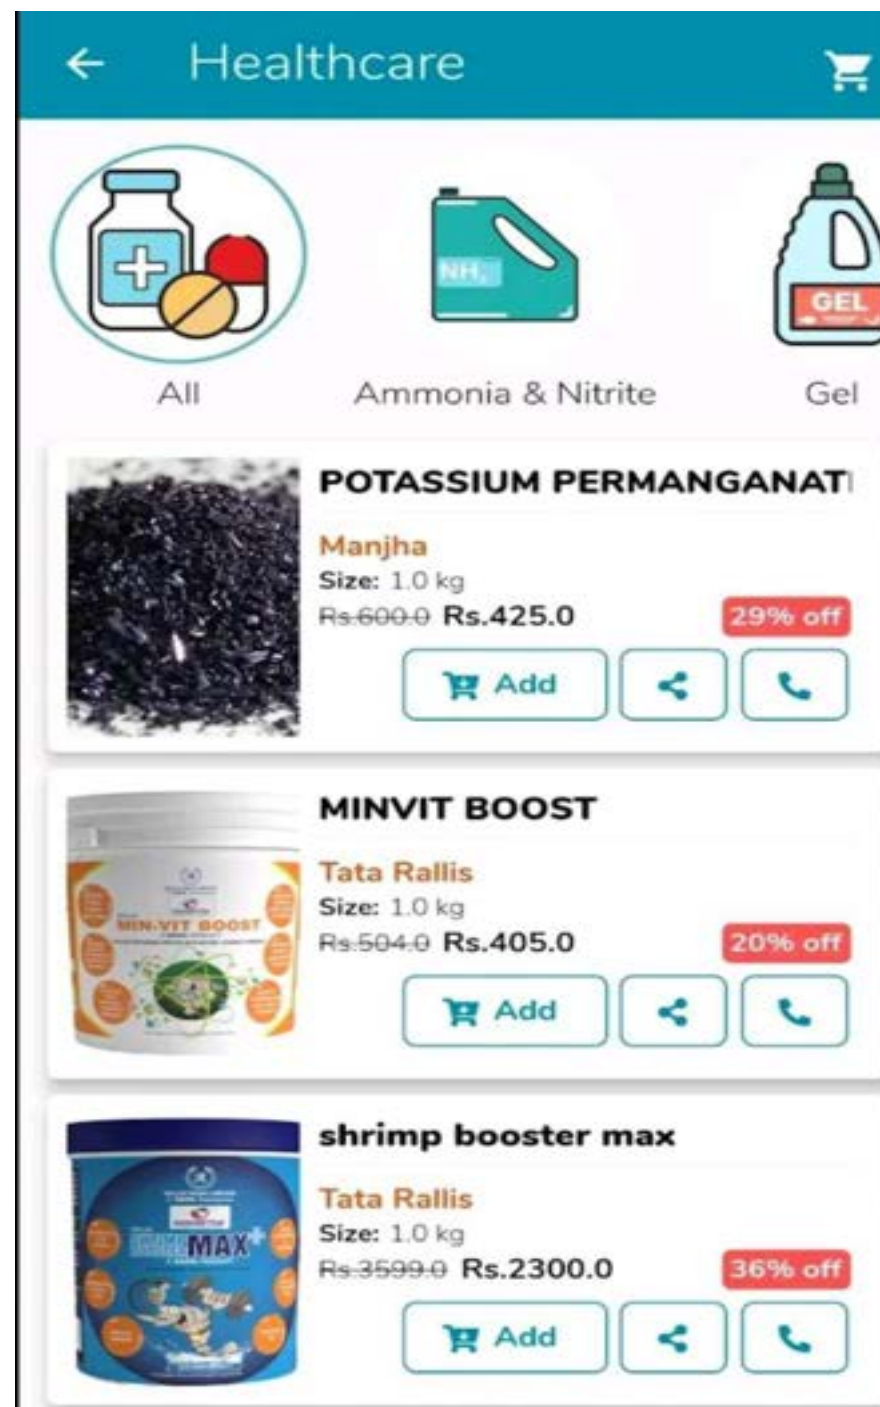 Healthcare
NH
GEL
All
Ammonia & Nitrite
Gel
POTASSIUM PERMANGANAT
Manjha
Size: 1.0 kg
Rs.600.0 Rs.425.0
29% off
Add
MINVIT BOOST
Tata Rallis
Size: 1.0 kg
Rs.504.0 Rs.405.0
20% off
MIN-VIT BOOST
Add
shrimp booster max
Tata Rallis
Size: 1.0 kg
Rs.3599.0 Rs.2300.0
36% off
MAX+
Add